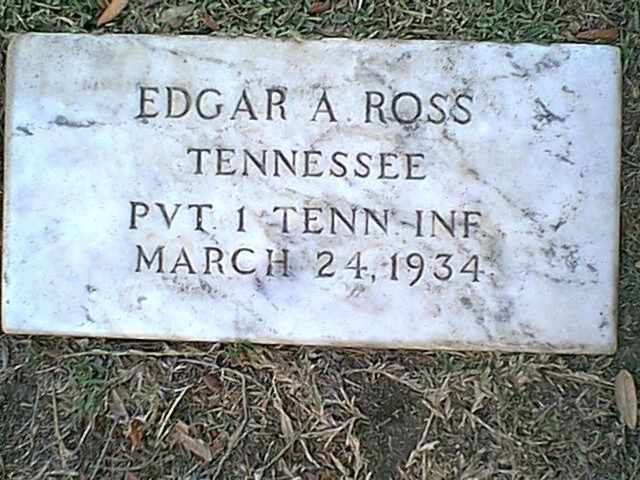 EDGAR A. ROSS
TENNESSEE
PVT. 1 TENN. INF.
MARCH 24, 1934